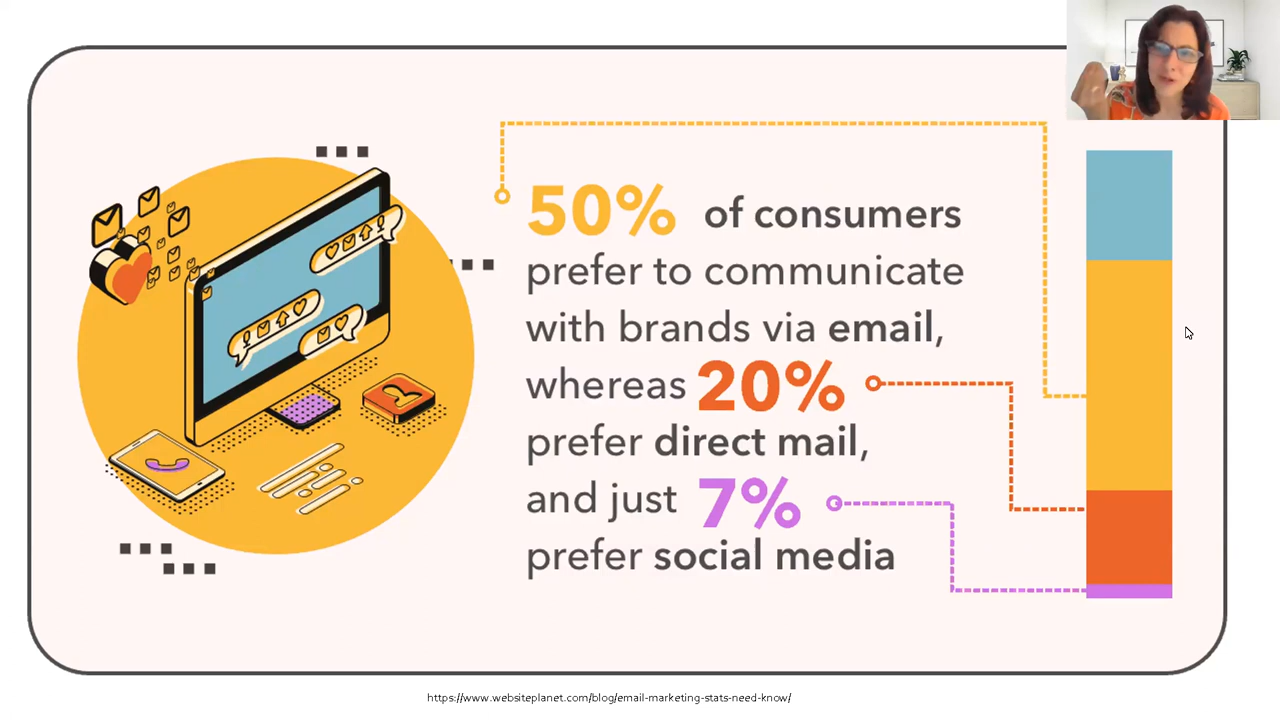 50% of consumers
prefer to communicate
with brands via email,
whereas 20%
prefer direct mail,
and just 7%
prefer social media
https://www.websiteplanet.com/blog/email-marketing-stats-need-know/